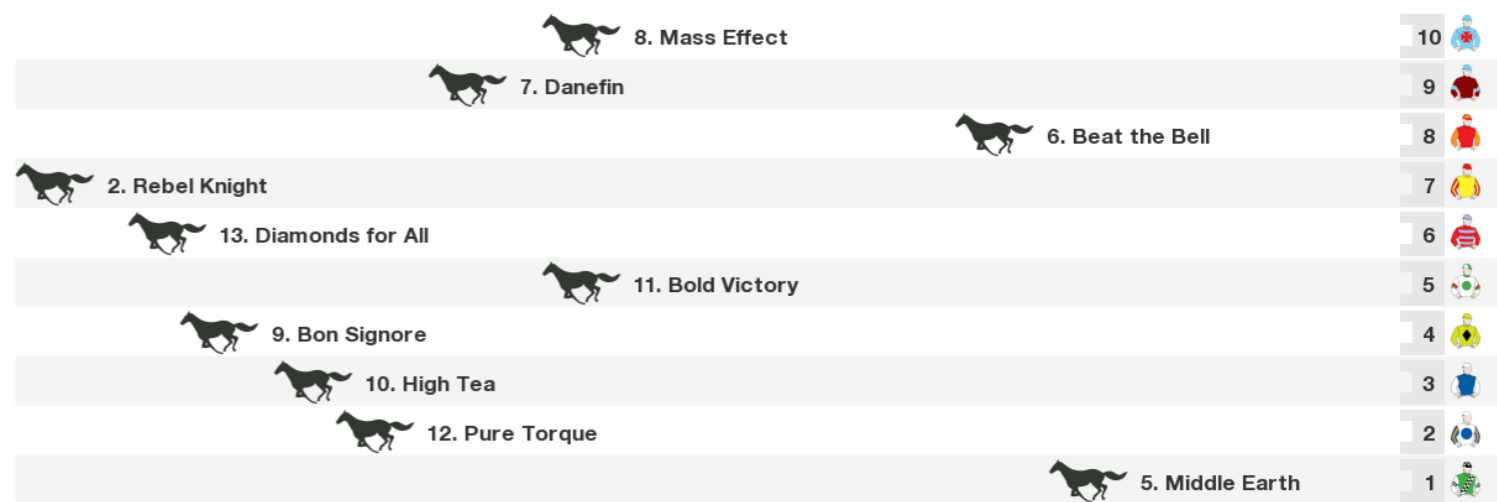 8. Mass Effect 10
7. Danefin 9
6. Beat the Bell 8
2. Rebel Knight 7
13. Diamonds for All 6
11. Bold Victory 5
9. Bon Signore 4
10. High Tea 3
12. Pure Torque 2
5. Middle Earth 1